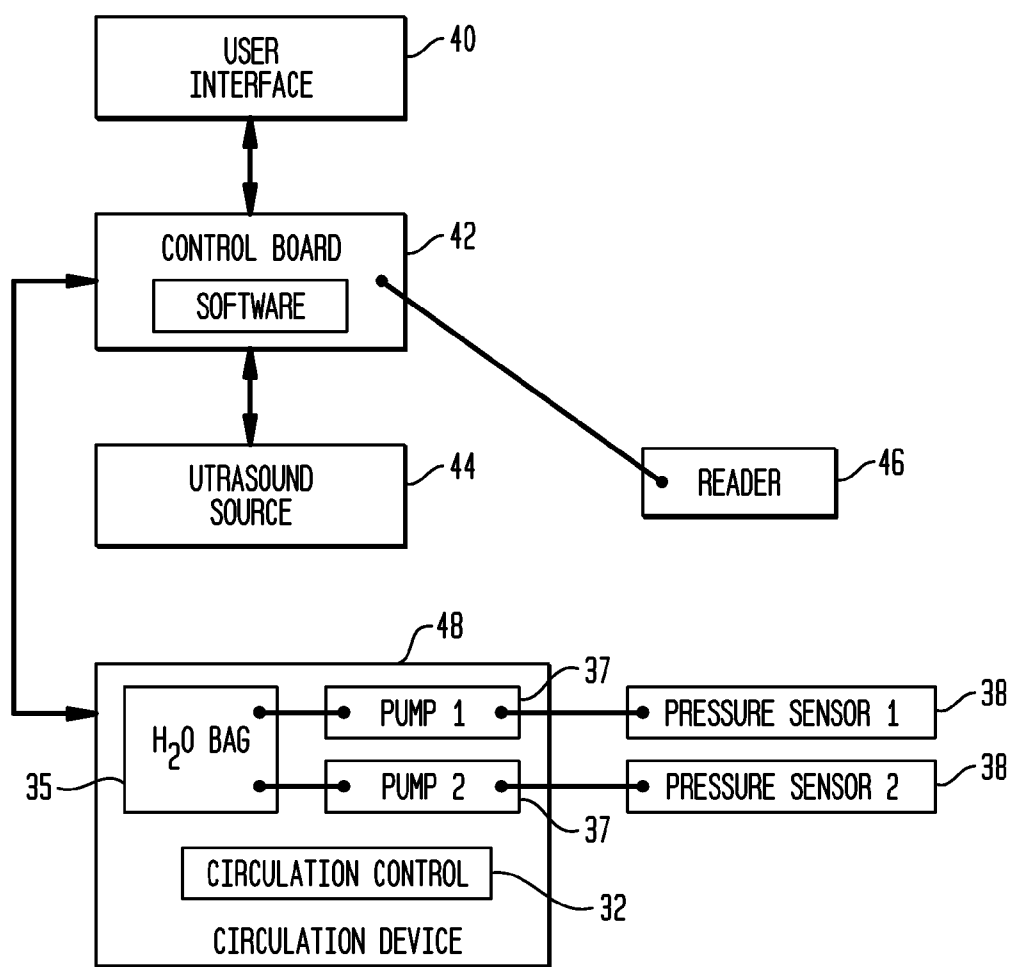 USER
INTERFACE
40
CONTROL BOARD
42
SOFTWARE
UTRASOUND
SOURCE
44
READER
46
48
H₂O BAG
35
PUMP 1
37
PRESSURE SENSOR 1
38
PUMP 2
37
PRESSURE SENSOR 2
38
CIRCULATION CONTROL
32
CIRCULATION DEVICE